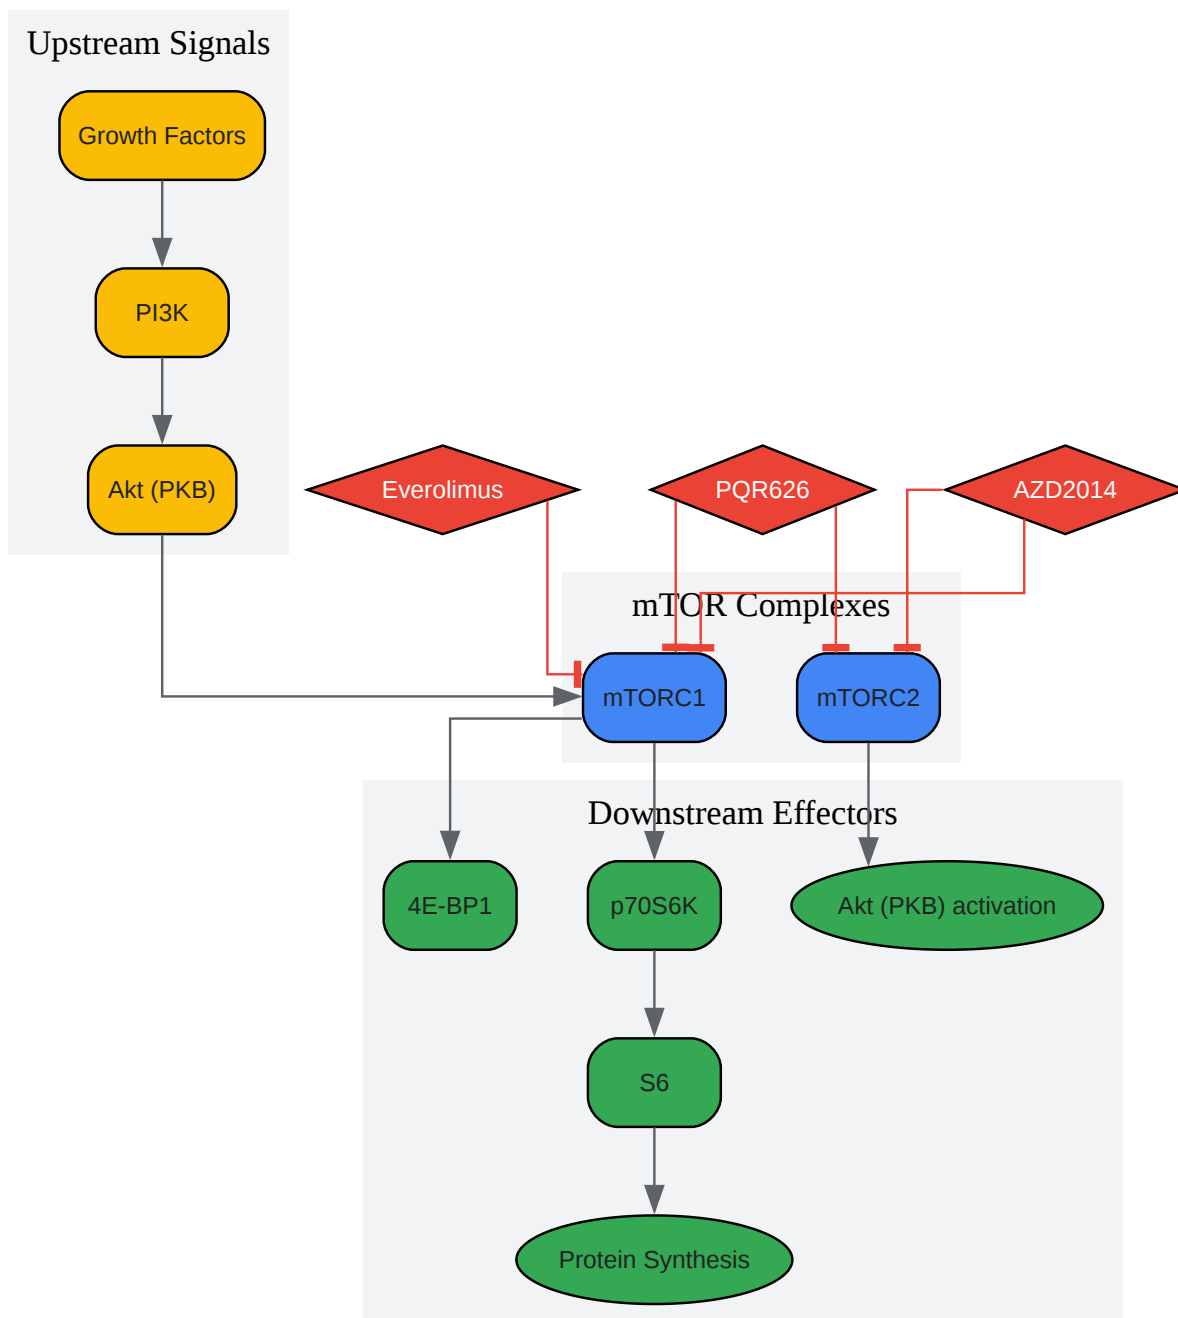 Upstream Signals
Growth Factors
PI3K
Akt (PKB)
Everolimus
PQR626
AZD2014
mTOR Complexes
mTORC1
mTORC2
Downstream Effectors
4E-BP1
p70S6K
Akt (PKB) activation
S6
Protein Synthesis